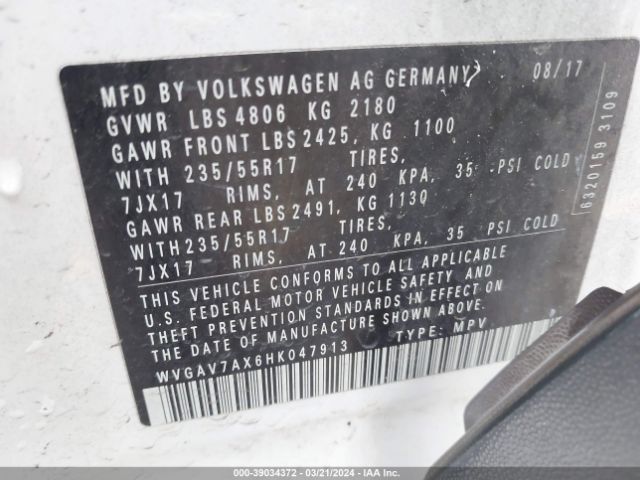 MFD BY VOLKSWAGEN AG GERMANY 08/17
GVWR LBS 4806 KG 2180
GAWR FRONT LBS 2425, KG 1100
WITH 235/55R17 TIRES,
7JX17 RIMS, AT 240 KPA, 35 PSI COLD
GAWR REAR LBS 2491, KG 1130
WITH 235/55R17 TIRES,
7JX17 RIMS, AT 240 KPA, 35 PSI COLD
THIS VEHICLE CONFORMS TO ALL APPLICABLE
U.S. FEDERAL MOTOR VEHICLE SAFETY AND
THEFT PREVENTION STANDARDS IN EFFECT ON
THE DATE OF MANUFACTURE SHOWN ABOVE.
WVGAV7AX6HK047913 TYPE: MPV
6320159 3109
000-39034372 - 03/21/2024 - IAA Inc.